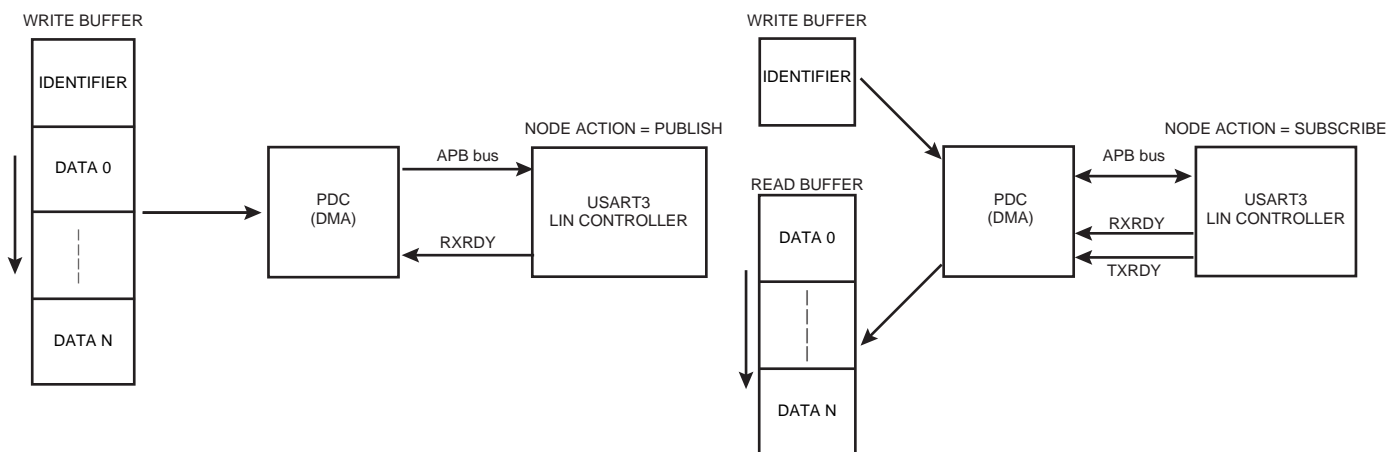 WRITE BUFFER
IDENTIFIER
DATA 0
DATA N
PDC
(DMA)
APB bus
RXRDY
NODE ACTION = PUBLISH
USART3
LIN CONTROLLER
WRITE BUFFER
IDENTIFIER
READ BUFFER
DATA 0
DATA N
PDC
(DMA)
APB bus
RXRDY
TXRDY
NODE ACTION = SUBSCRIBE
USART3
LIN CONTROLLER